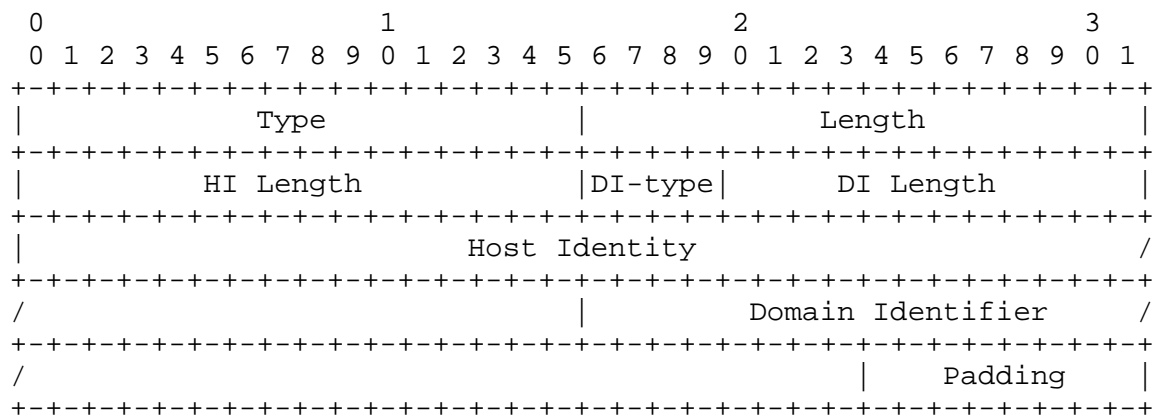 0                   1                   2                   3
 0 1 2 3 4 5 6 7 8 9 0 1 2 3 4 5 6 7 8 9 0 1 2 3 4 5 6 7 8 9 0 1
+-+-+-+-+-+-+-+-+-+-+-+-+-+-+-+-+-+-+-+-+-+-+-+-+-+-+-+-+-+-+-+-+
|             Type              |             Length            |
+-+-+-+-+-+-+-+-+-+-+-+-+-+-+-+-+-+-+-+-+-+-+-+-+-+-+-+-+-+-+-+-+
|          HI Length            |DI-type|      DI Length        |
+-+-+-+-+-+-+-+-+-+-+-+-+-+-+-+-+-+-+-+-+-+-+-+-+-+-+-+-+-+-+-+-+
|                         Host Identity                         /
+-+-+-+-+-+-+-+-+-+-+-+-+-+-+-+-+-+-+-+-+-+-+-+-+-+-+-+-+-+-+-+-+
/                               |         Domain Identifier     /
+-+-+-+-+-+-+-+-+-+-+-+-+-+-+-+-+-+-+-+-+-+-+-+-+-+-+-+-+-+-+-+-+
/                                               |    Padding    |
+-+-+-+-+-+-+-+-+-+-+-+-+-+-+-+-+-+-+-+-+-+-+-+-+-+-+-+-+-+-+-+-+